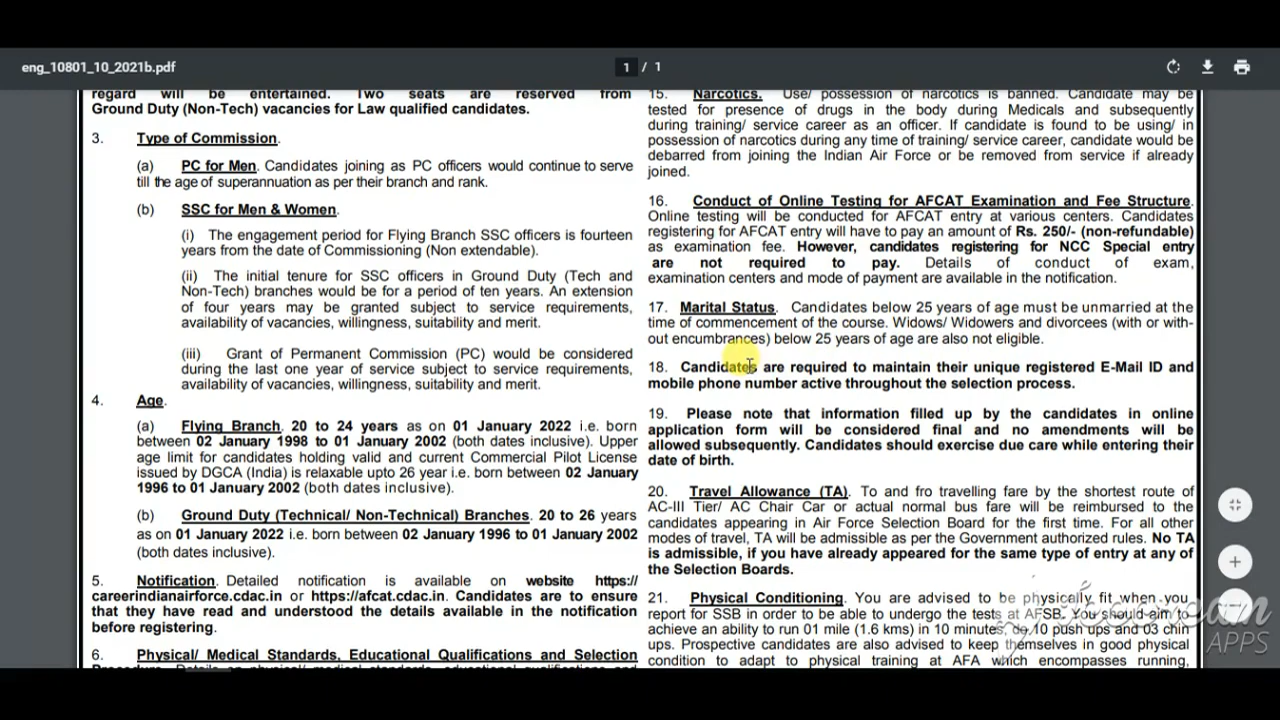 eng_10801_10_2021b.pdf
1 / 1
regard will be entertained. Two seats are reserved from
Ground Duty (Non-Tech) vacancies for Law qualified candidates.
3. Type of Commission.
(a) PC for Men. Candidates joining as PC officers would continue to serve
till the age of superannuation as per their branch and rank.
(b) SSC for Men & Women.
(i) The engagement period for Flying Branch SSC officers is fourteen
years from the date of Commissioning (Non extendable).
(ii) The initial tenure for SSC officers in Ground Duty (Tech and
Non-Tech) branches would be for a period of ten years. An extension
of four years may be granted subject to service requirements,
availability of vacancies, willingness, suitability and merit.
(iii) Grant of Permanent Commission (PC) would be considered
during the last one year of service subject to service requirements,
availability of vacancies, willingness, suitability and merit.
4. Age.
(a) Flying Branch. 20 to 24 years as on 01 January 2022 i.e. born
between 02 January 1998 to 01 January 2002 (both dates inclusive). Upper
age limit for candidates holding valid and current Commercial Pilot License
issued by DGCA (India) is relaxable upto 26 year i.e. born between 02 January
1996 to 01 January 2002 (both dates inclusive).
(b) Ground Duty (Technical/ Non-Technical) Branches. 20 to 26 years
as on 01 January 2022 i.e. born between 02 January 1996 to 01 January 2002
(both dates inclusive).
5. Notification. Detailed notification is available on website https://
careerindianairforce.cdac.in or https://afcat.cdac.in. Candidates are to ensure
that they have read and understood the details available in the notification
before registering.
6. Physical/ Medical Standards, Educational Qualifications and Selection
15. Narcotics. Use/ possession of narcotics is banned. Candidate may be
tested for presence of drugs in the body during Medicals and subsequently
during training/ service career as an officer. If candidate is found to be using/ in
possession of narcotics during any time of training/ service career, candidate would be
debarred from joining the Indian Air Force or be removed from service if already
joined.
16. Conduct of Online Testing for AFCAT Examination and Fee Structure.
Online testing will be conducted for AFCAT entry at various centers. Candidates
registering for AFCAT entry will have to pay an amount of Rs. 250/- (non-refundable)
as examination fee. However, candidates registering for NCC Special entry
are not required to pay. Details of conduct of exam,
examination centers and mode of payment are available in the notification.
17. Marital Status. Candidates below 25 years of age must be unmarried at the
time of commencement of the course. Widows/ Widowers and divorcees (with or with-
out encumbrances) below 25 years of age are also not eligible.
18. Candidates are required to maintain their unique registered E-Mail ID and
mobile phone number active throughout the selection process.
19. Please note that information filled up by the candidates in online
application form will be considered final and no amendments will be
allowed subsequently. Candidates should exercise due care while entering their
date of birth.
20. Travel Allowance (TA). To and fro travelling fare by the shortest route of
AC-III Tier/ AC Chair Car or actual normal bus fare will be reimbursed to the
candidates appearing in Air Force Selection Board for the first time. For all other
modes of travel, TA will be admissible as per the Government authorized rules. No TA
is admissible, if you have already appeared for the same type of entry at any of
the Selection Boards.
21. Physical Conditioning. You are advised to be physically fit when you
report for SSB in order to be able to undergo the tests at AFSB. You should aim to
achieve an ability to run 01 mile (1.6 kms) in 10 minutes, do 10 push ups and 03 chin
ups. Prospective candidates are also advised to keep themselves in good physical
condition to adapt to physical training at AFA which encompasses running,
APPS